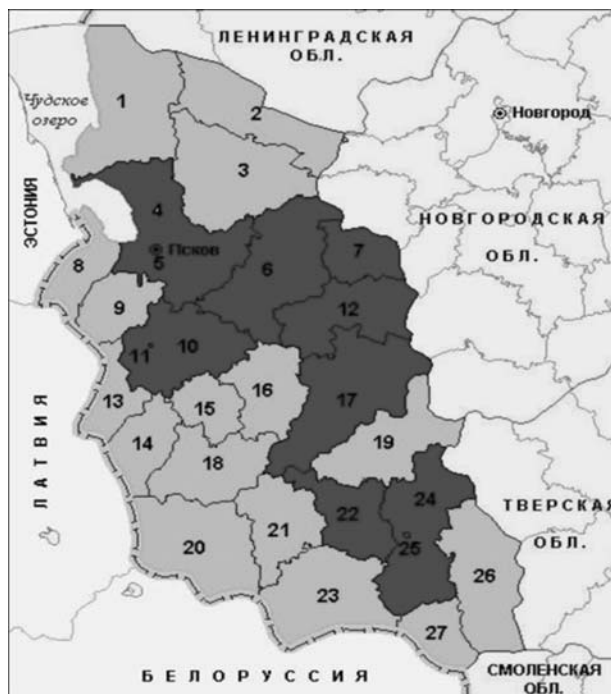 ЛЕНИНГРАДСКАЯ
ОБЛ.
Чудское
озеро
1
2
Новгород
3
ЭСТОНИЯ
4
НОВГОРОДСКАЯ
ОБЛ.
Псков
5
6
7
8
9
10
11
12
13
14
15
16
17
18
19
ЛАТВИЯ
20
21
22
23
24
ТВЕРСКАЯ
ОБЛ.
25
26
27
БЕЛОРУССИЯ
СМОЛЕНСКАЯ
ОБЛ.